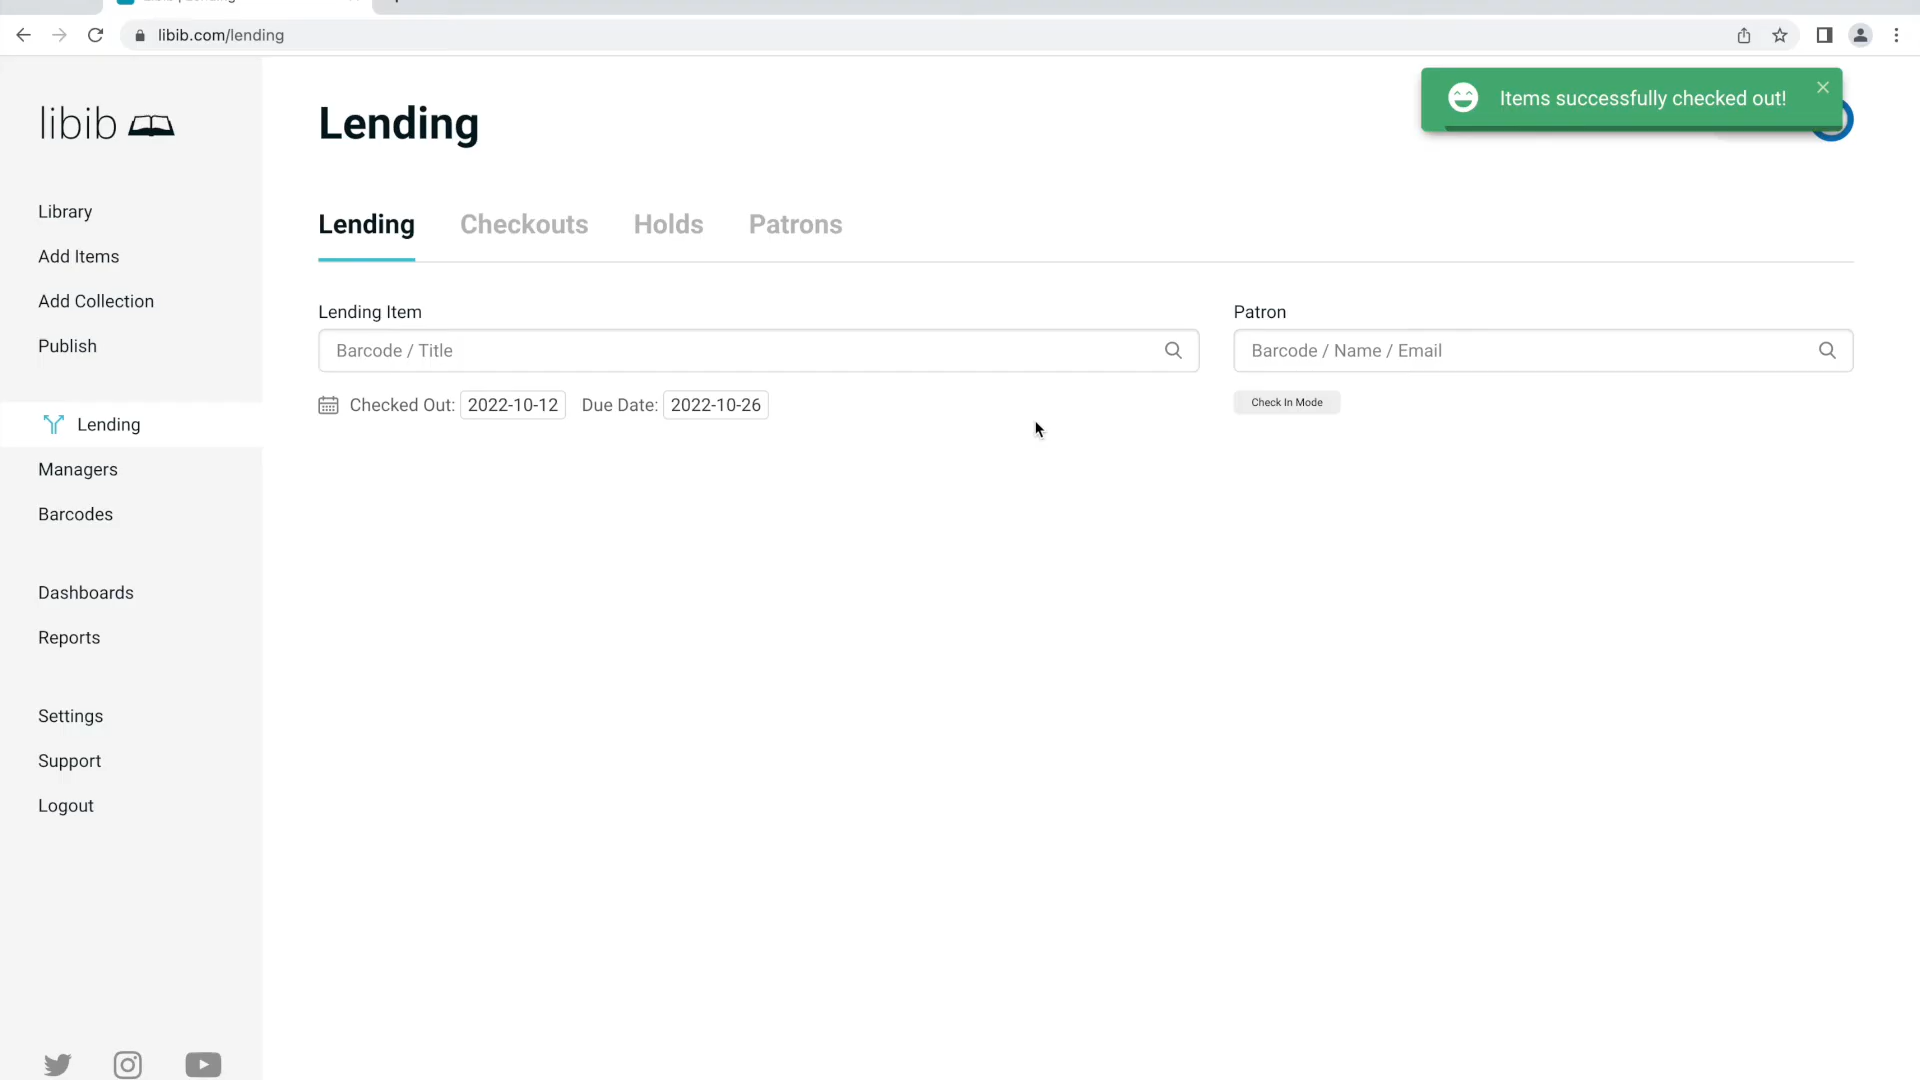 libib.com/lending
libib
Library
Add Items
Add Collection
Publish
Lending
Managers
Barcodes
Dashboards
Reports
Settings
Support
Logout
Items successfully checked out!
Lending
Lending Checkouts Holds Patrons
Lending Item
Barcode / Title
Checked Out: 2022-10-12 Due Date: 2022-10-26
Patron
Barcode / Name / Email
Check In Mode